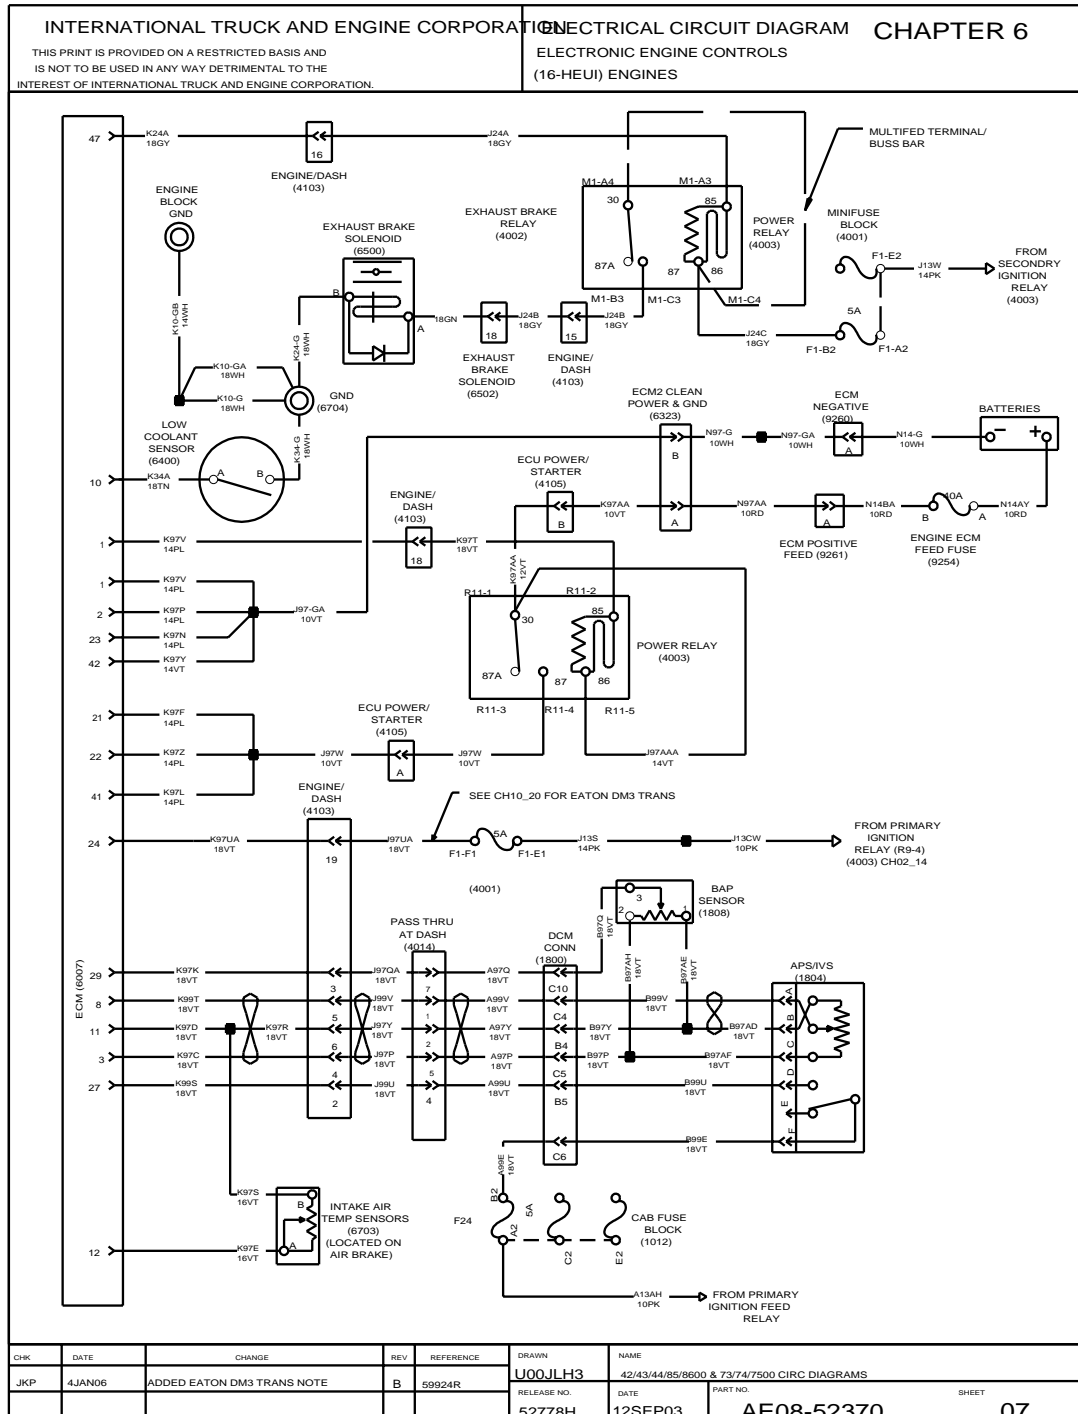 INTERNATIONAL TRUCK AND ENGINE CORPORATION
THIS PRINT IS PROVIDED ON A RESTRICTED BASIS AND
IS NOT TO BE USED IN ANY WAY DETRIMENTAL TO THE
INTEREST OF INTERNATIONAL TRUCK AND ENGINE CORPORATION.
ELECTRICAL CIRCUIT DIAGRAM
CHAPTER 6
ELECTRONIC ENGINE CONTROLS
(16-HEUI) ENGINES
47
K24A
18GY
16
ENGINE/DASH
(4103)
J24A
18GY
MULTIFED TERMINAL/
BUSS BAR
M1-A4
M1-A3
30
85
87A
87
86
EXHAUST BRAKE
RELAY
(4002)
POWER
RELAY
(4003)
M1-B3
M1-C3
M1-C4
MINIFUSE
BLOCK
(4001)
F1-E2
J13W
14PK
FROM
SECONDRY
IGNITION
RELAY
(4003)
5A
F1-B2
F1-A2
J24C
18GY
ENGINE
BLOCK
GND
K10-GB
14WH
EXHAUST BRAKE
SOLENOID
(6500)
B
A
18GN
18
J24B
18GY
15
J24B
18GY
EXHAUST
BRAKE
SOLENOID
(6502)
ENGINE/
DASH
(4103)
K24-G
18WH
K10-GA
18WH
K10-G
18WH
GND
(6704)
K34-G
18WH
LOW
COOLANT
SENSOR
(6400)
A
B
10
K34A
18TN
ECM2 CLEAN
POWER & GND
(6323)
B
A
N97-G
10WH
N97-GA
10WH
ECM
NEGATIVE
(9260)
A
N14-G
10WH
BATTERIES
- +
ECU POWER/
STARTER
(4105)
B
K97AA
10VT
N97AA
10RD
A
ECM POSITIVE
FEED (9261)
N14BA
10RD
40A
B
A
N14AY
10RD
ENGINE ECM
FEED FUSE
(9254)
ENGINE/
DASH
(4103)
18
1
K97V
14PL
K97T
18VT
K97AA
12VT
1
K97V
14PL
2
K97P
14PL
23
K97N
14PL
42
K97Y
14VT
J97-GA
10VT
R11-1
R11-2
30
85
87A
87
86
POWER RELAY
(4003)
R11-3
R11-4
R11-5
21
K97F
14PL
22
K97Z
14PL
41
K97L
14PL
J97W
10VT
ECU POWER/
STARTER
(4105)
A
J97W
10VT
J97AAA
14VT
ENGINE/
DASH
(4103)
SEE CH10_20 FOR EATON DM3 TRANS
24
K97UA
18VT
19
J97UA
18VT
F1-F1
5A
F1-E1
J13S
14PK
J13CW
10PK
FROM PRIMARY
IGNITION
RELAY (R9-4)
(4003) CH02_14
(4001)
BAP
SENSOR
(1808)
3
2
1
B97Q
18VT
B97AH
18VT
B97AE
18VT
PASS THRU
AT DASH
(4014)
DCM
CONN
(1800)
APS/IVS
(1804)
ECM (6007)
29
K97K
18VT
3
J97QA
18VT
7
A97Q
18VT
C10
8
K99T
18VT
5
J99V
18VT
1
A99V
18VT
C4
B99V
18VT
A
11
K97D
18VT
K97R
18VT
6
J97Y
18VT
2
A97Y
18VT
B4
B97Y
18VT
B97AD
18VT
B
3
K97C
18VT
4
J97P
18VT
5
A97P
18VT
C5
B97P
18VT
B97AF
18VT
C
27
K99S
18VT
2
J99U
18VT
4
A99U
18VT
B5
B99U
18VT
D
E
F
C6
B99E
18VT
A99E
18VT
K97S
16VT
B
A
INTAKE AIR
TEMP SENSORS
(6703)
(LOCATED ON
AIR BRAKE)
12
K97E
16VT
F24
B2
A2
5A
C2
E2
CAB FUSE
BLOCK
(1012)
A13AH
10PK
FROM PRIMARY
IGNITION FEED
RELAY
CHK
DATE
CHANGE
REV
REFERENCE
DRAWN
NAME
JKP
4JAN06
ADDED EATON DM3 TRANS NOTE
B
59924R
U00JLH3
42/43/44/85/8600 & 73/74/7500 CIRC DIAGRAMS
RELEASE NO.
DATE
PART NO.
SHEET
52778H
12SEP03
AE08-52370
07